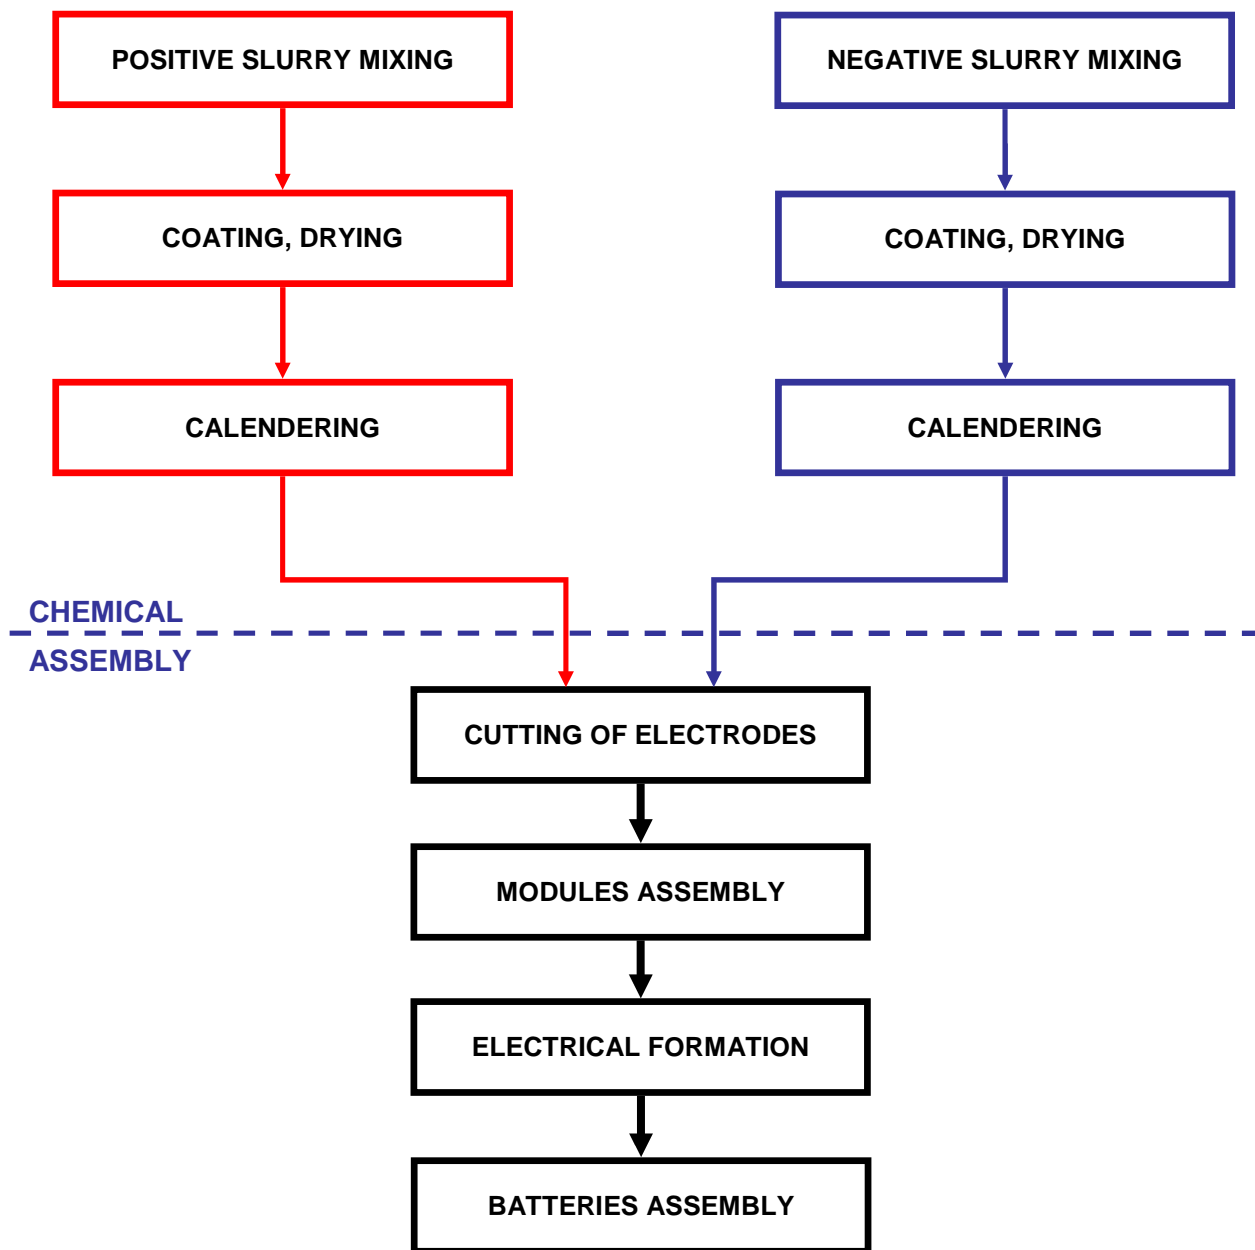 POSITIVE SLURRY MIXING
NEGATIVE SLURRY MIXING
COATING, DRYING
COATING, DRYING
CALENDERING
CALENDERING
CHEMICAL
ASSEMBLY
CUTTING OF ELECTRODES
MODULES ASSEMBLY
ELECTRICAL FORMATION
BATTERIES ASSEMBLY